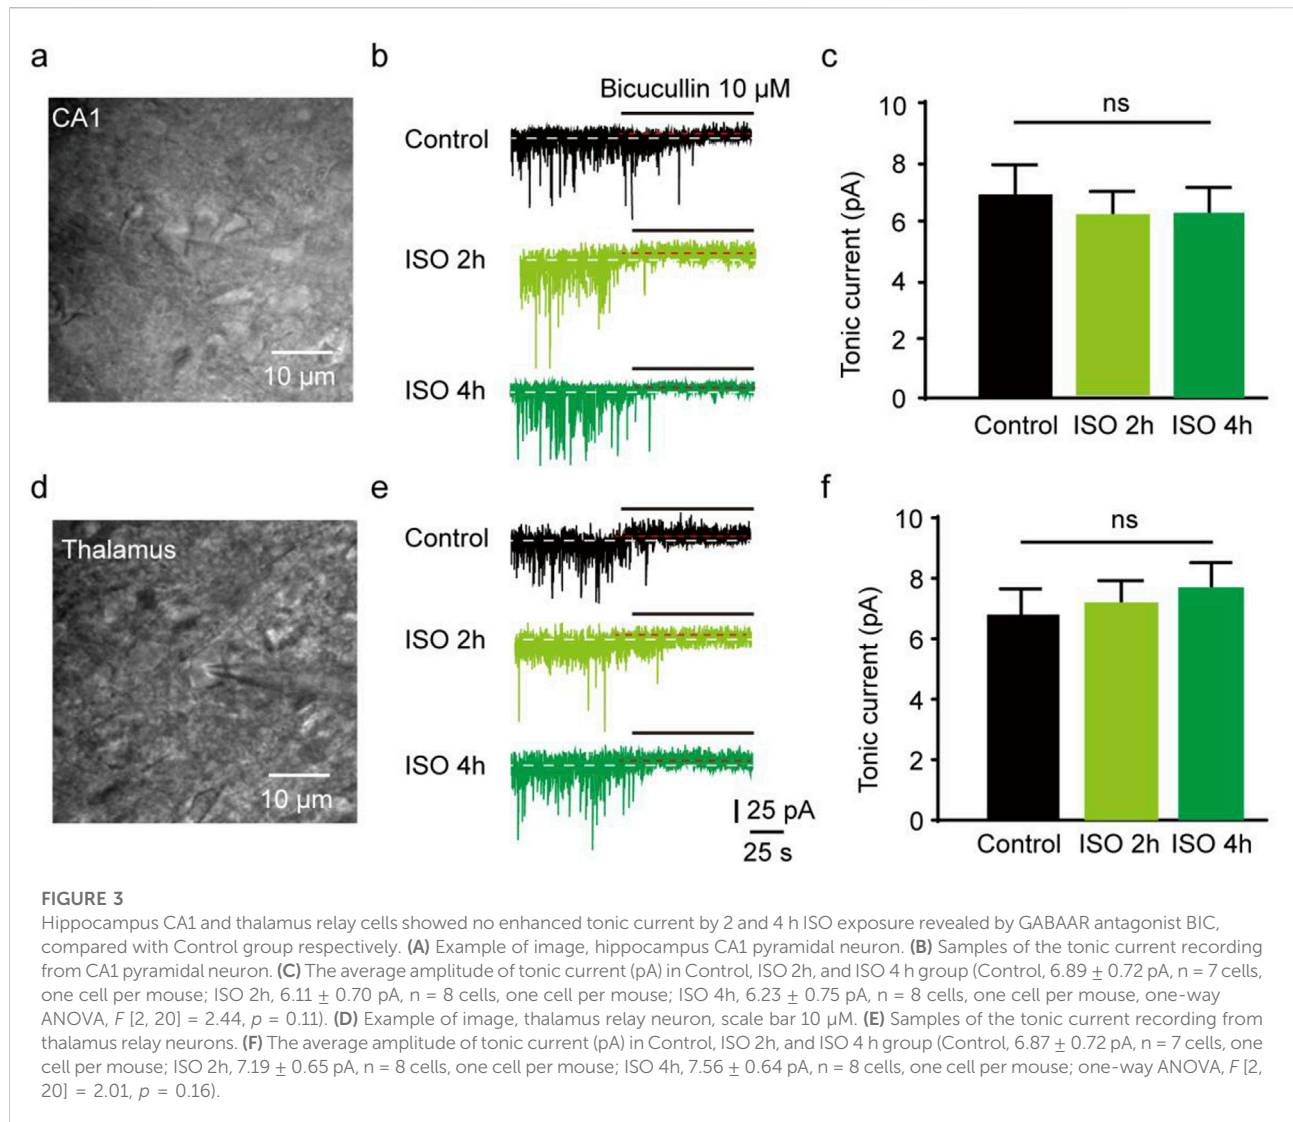 a
CA1
10 µm
b
Bicucullin 10 µM
Control
ISO 2h
ISO 4h
c
10
8
6
4
2
0
Tonic current (pA)
ns
Control ISO 2h ISO 4h
d
Thalamus
10 µm
e
Control
ISO 2h
ISO 4h
25 pA
25 s
f
10
8
6
4
2
0
Tonic current (pA)
ns
Control ISO 2h ISO 4h
FIGURE 3
Hippocampus CA1 and thalamus relay cells showed no enhanced tonic current by 2 and 4 h ISO exposure revealed by GABAAR antagonist BIC,
compared with Control group respectively. (A) Example of image, hippocampus CA1 pyramidal neuron. (B) Samples of the tonic current recording
from CA1 pyramidal neuron. (C) The average amplitude of tonic current (pA) in Control, ISO 2h, and ISO 4 h group (Control, 6.89 ± 0.72 pA, n = 7 cells,
one cell per mouse; ISO 2h, 6.11 ± 0.70 pA, n = 8 cells, one cell per mouse; ISO 4h, 6.23 ± 0.75 pA, n = 8 cells, one cell per mouse, one-way
ANOVA, F [2, 20] = 2.44, p = 0.11). (D) Example of image, thalamus relay neuron, scale bar 10 µM. (E) Samples of the tonic current recording from
thalamus relay neurons. (F) The average amplitude of tonic current (pA) in Control, ISO 2h, and ISO 4 h group (Control, 6.87 ± 0.72 pA, n = 7 cells, one
cell per mouse; ISO 2h, 7.19 ± 0.65 pA, n = 8 cells, one cell per mouse; ISO 4h, 7.56 ± 0.64 pA, n = 8 cells, one cell per mouse; one-way ANOVA, F [2,
20] = 2.01, p = 0.16).